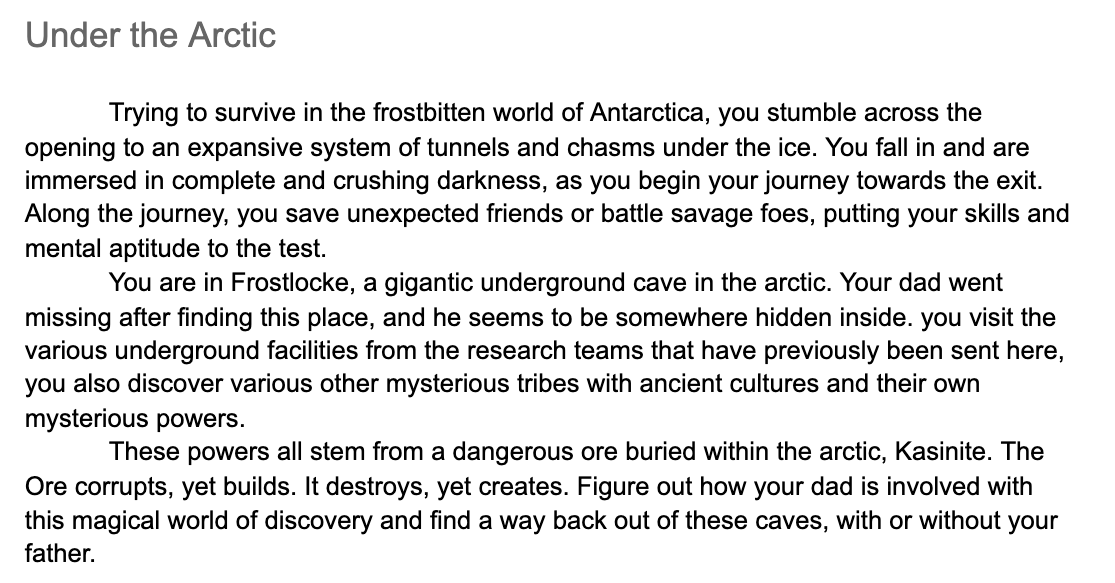 Under the Arctic
Trying to survive in the frostbitten world of Antarctica, you stumble across the
opening to an expansive system of tunnels and chasms under the ice. You fall in and are
immersed in complete and crushing darkness, as you begin your journey towards the exit.
Along the journey, you save unexpected friends or battle savage foes, putting your skills and
mental aptitude to the test.
You are in Frostlocke, a gigantic underground cave in the arctic. Your dad went
missing after finding this place, and he seems to be somewhere hidden inside. you visit the
various underground facilities from the research teams that have previously been sent here,
you also discover various other mysterious tribes with ancient cultures and their own
mysterious powers.
These powers all stem from a dangerous ore buried within the arctic, Kasinite. The
Ore corrupts, yet builds. It destroys, yet creates. Figure out how your dad is involved with
this magical world of discovery and find a way back out of these caves, with or without your
father.